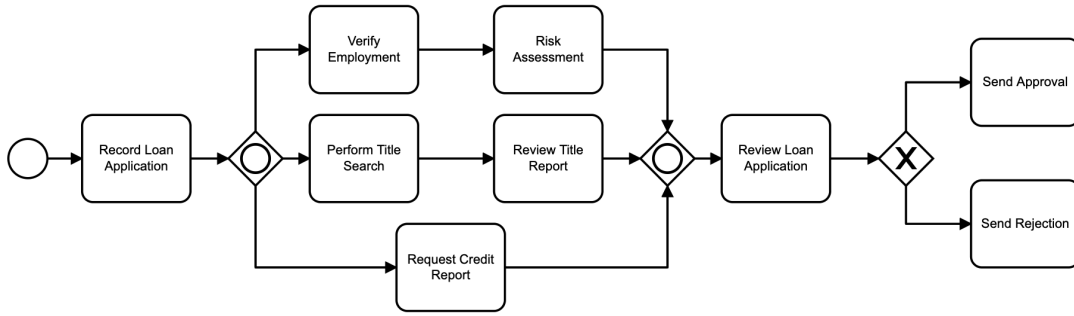 Verify
Employment
Risk
Assessment
Send Approval
Record Loan
Application
Perform Title
Search
Review Title
Report
Review Loan
Application
X
Send Rejection
Request Credit
Report